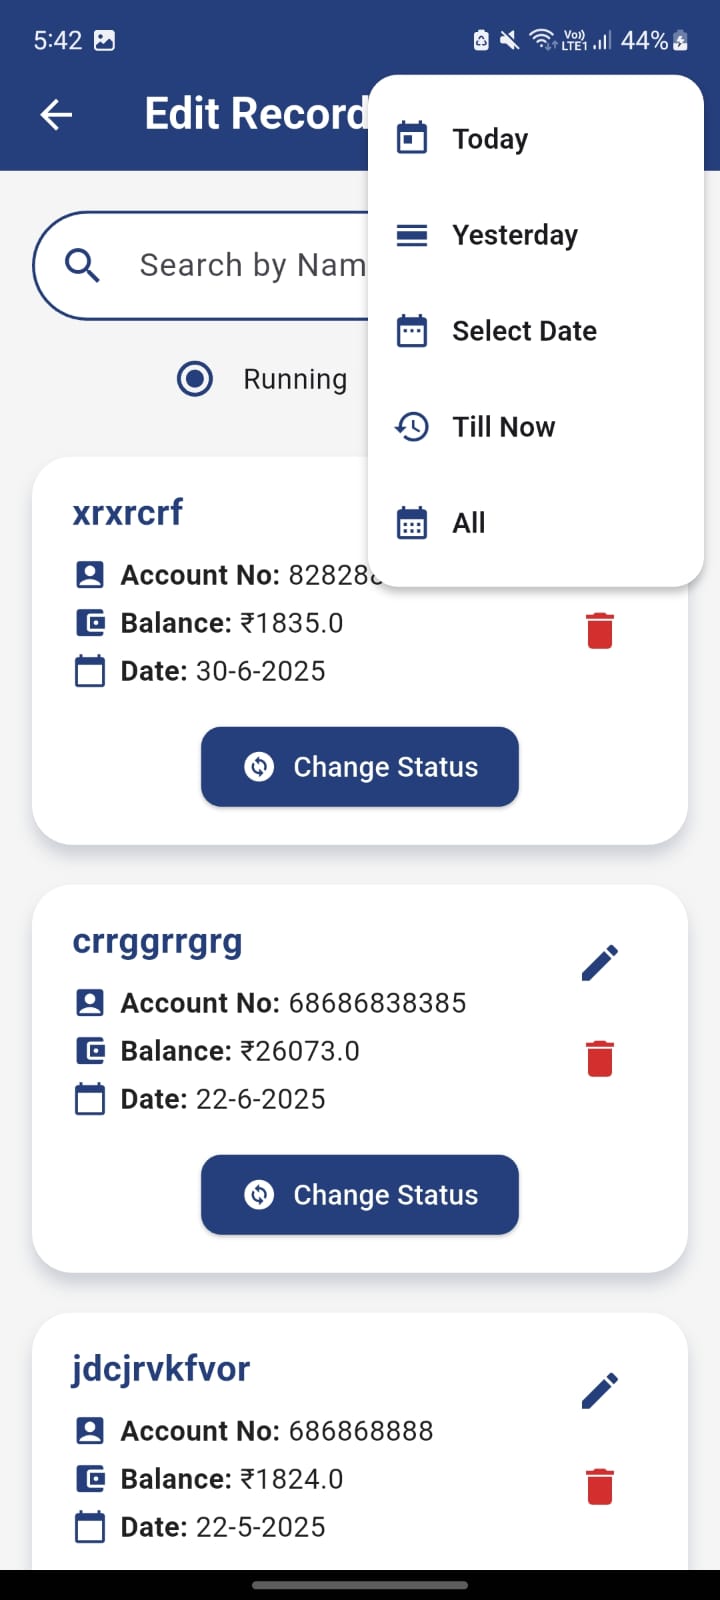 5:42 Vo)) LTE1 44%
Edit Record
Today
Yesterday
Select Date
Till Now
All
Search by Nam
Running
xrxrcrf
Account No: 82828
Balance: ₹1835.0
Date: 30-6-2025
Change Status
crrggrrgrg
Account No: 68686838385
Balance: ₹26073.0
Date: 22-6-2025
Change Status
jdcjrvkfvor
Account No: 686868888
Balance: ₹1824.0
Date: 22-5-2025